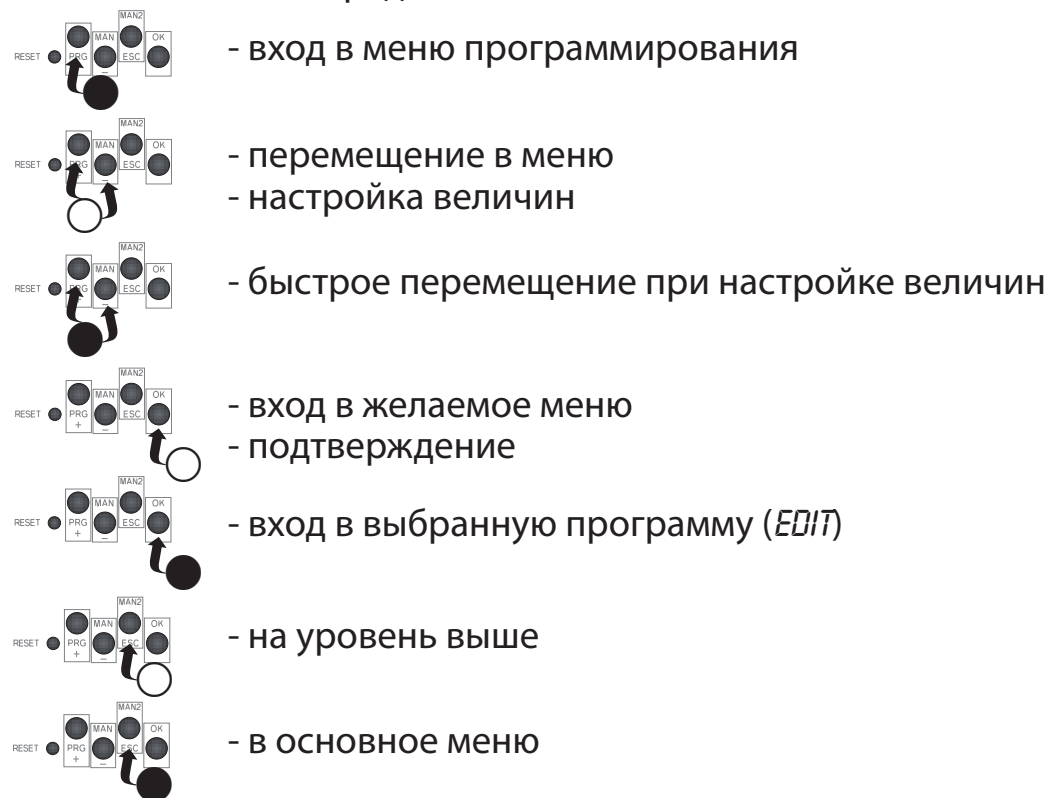 MAN2
MAN OK
RESET PRG ESC
–
- вход в меню программирования
MAN2
MAN OK
RESET PRG ESC
+ –
- перемещение в меню
- настройка величин
MAN2
MAN OK
RESET PRG ESC
–
- быстрое перемещение при настройке величин
MAN2
MAN OK
RESET PRG ESC
+ –
- вход в желаемое меню
- подтверждение
MAN2
MAN OK
RESET PRG ESC
+ –
- вход в выбранную программу (EDIT)
MAN2
MAN OK
RESET PRG ESC
+ –
- на уровень выше
MAN2
MAN OK
RESET PRG ESC
+ –
- в основное меню